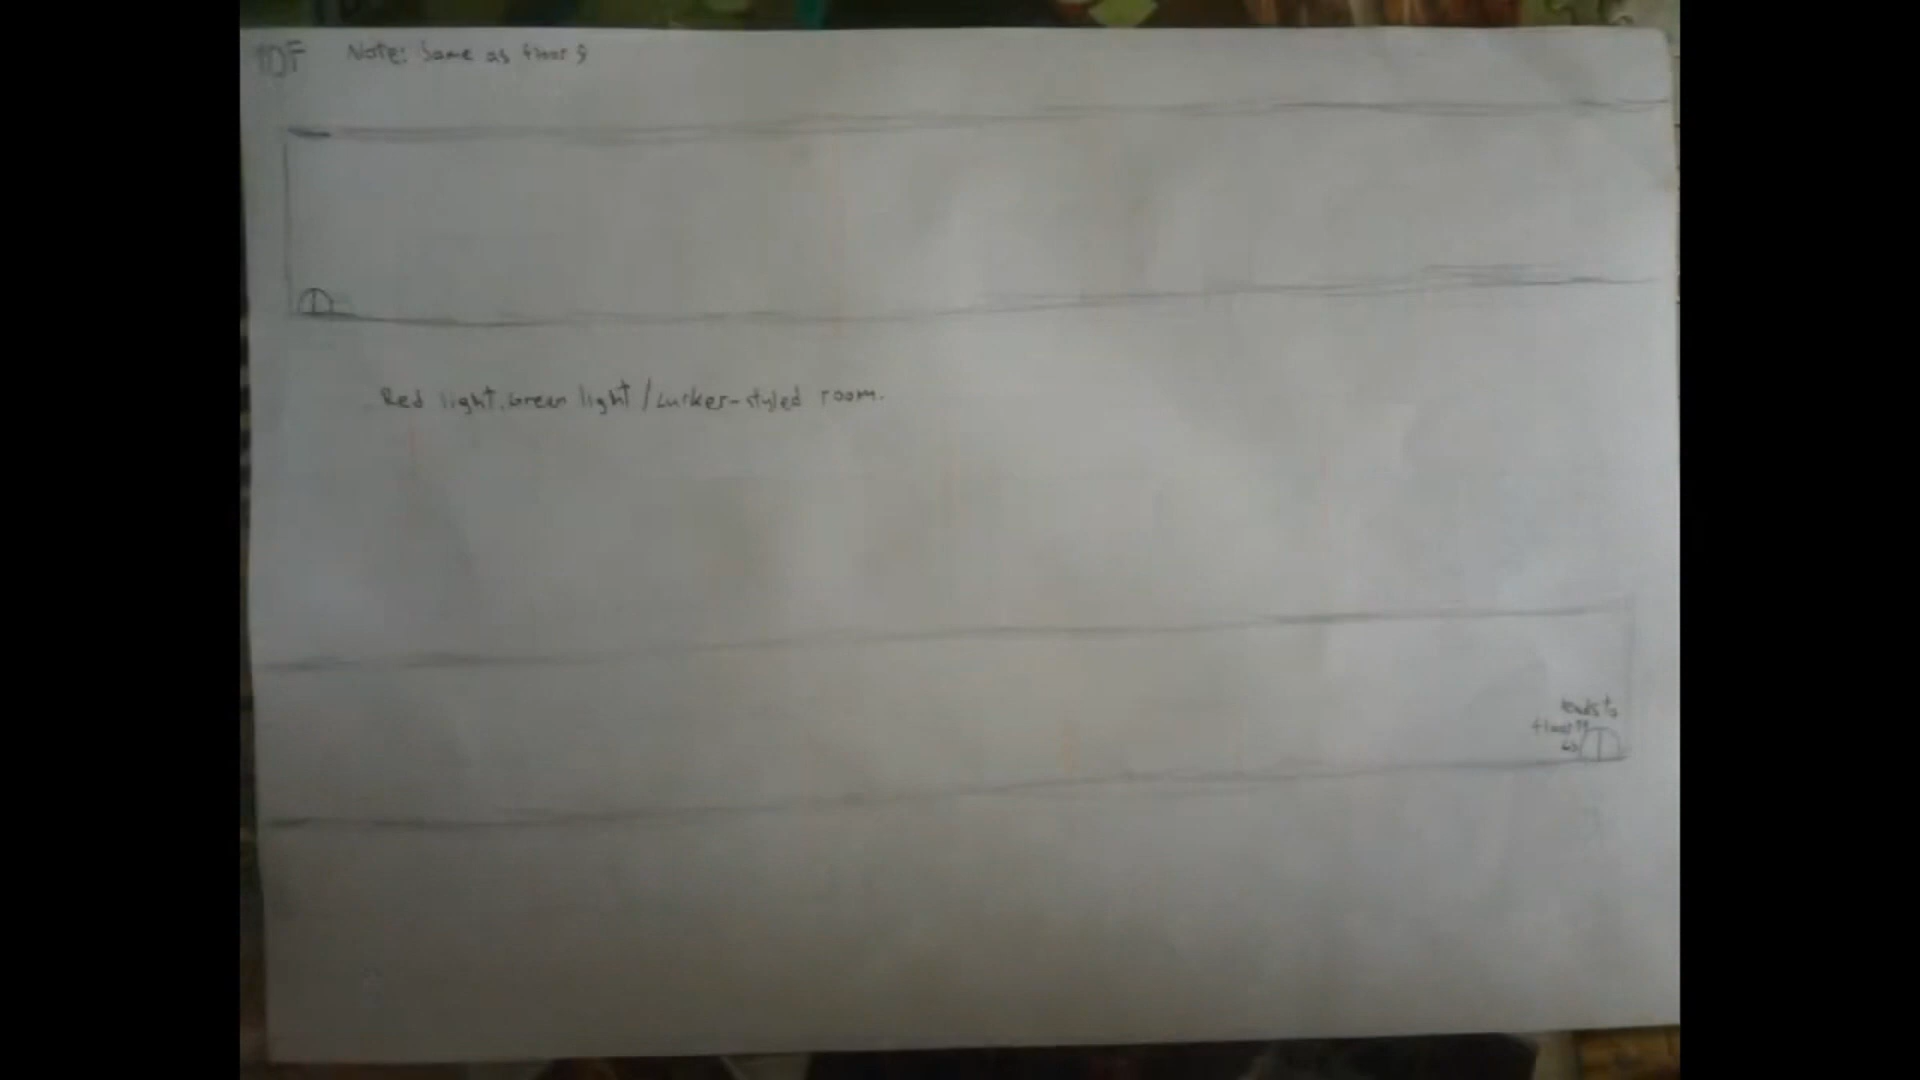 10F Note: Same as floor 9
Red light, Green light / Lurker-styled room.
leads to
floor 11